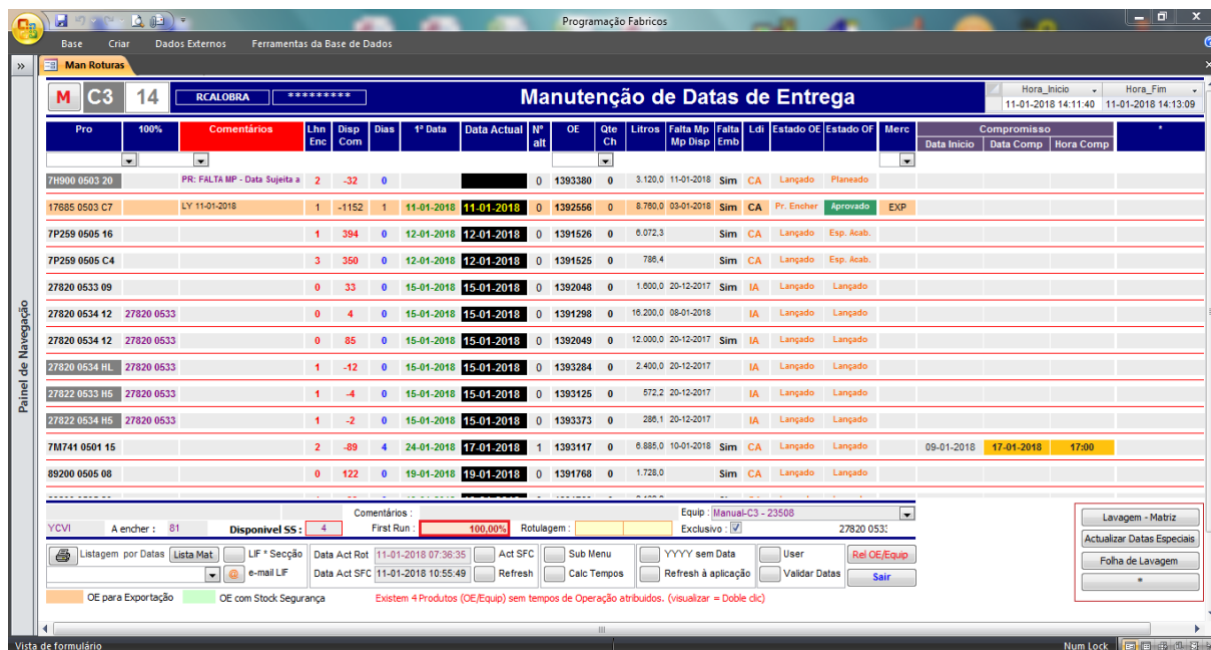 Programação Fabricos
Base Criar Dados Externos Ferramentas da Base de Dados
Man Roturas
M C3 14 RCALOBRA ********* Manutenção de Datas de Entrega
Hora_Inicio Hora_Fim
11-01-2018 14:11:40 11-01-2018 14:13:09
Pro 100% Comentários Lhn Enc Disp Com Dias 1ª Data Data Actual Nº alt OE Qte Ch Litros Falta Mp Mp Disp Falta Emb Ldi Estado OE Estado OF Merc Compromisso *
Data Inicio Data Comp Hora Comp
7H900 0503 20 PR: FALTA MP - Data Sujeita a 2 -32 0 0 1393380 0 3.120,0 11-01-2018 Sim CA Lançado Planeado
17685 0503 C7 LY 11-01-2018 1 -1152 1 11-01-2018 11-01-2018 0 1392556 0 8.760,0 03-01-2018 Sim CA Pr. Encher Aprovado EXP
7P259 0505 16 1 394 0 12-01-2018 12-01-2018 0 1391526 0 6.072,3 Sim CA Lançado Esp. Acab.
7P259 0505 C4 3 350 0 12-01-2018 12-01-2018 0 1391525 0 786,4 Sim CA Lançado Esp. Acab.
27820 0533 09 0 33 0 15-01-2018 15-01-2018 0 1392048 0 1.600,0 20-12-2017 Sim IA Lançado Lançado
27820 0534 12 27820 0533 0 4 0 15-01-2018 15-01-2018 0 1391298 0 16.200,0 08-01-2018 IA Lançado Lançado
27820 0534 12 27820 0533 0 85 0 15-01-2018 15-01-2018 0 1392049 0 12.000,0 20-12-2017 Sim IA Lançado Lançado
27820 0534 HL 27820 0533 1 -12 0 15-01-2018 15-01-2018 0 1393284 0 2.400,0 20-12-2017 IA Lançado Lançado
27822 0533 H5 27820 0533 1 -4 0 15-01-2018 15-01-2018 0 1393125 0 572,2 20-12-2017 IA Lançado Lançado
27822 0534 H5 27820 0533 1 -2 0 15-01-2018 15-01-2018 0 1393373 0 286,1 20-12-2017 IA Lançado Lançado
7M741 0501 15 2 -89 4 24-01-2018 17-01-2018 1 1393117 0 6.885,0 10-01-2018 Sim CA Lançado Lançado 09-01-2018 17-01-2018 17:00
89200 0505 08 0 122 0 19-01-2018 19-01-2018 0 1391768 0 1.728,0 Sim CA Lançado Lançado
Comentários : Equip : Manual-C3 - 23508
YCVI A encher : 81 Disponivel SS : 4 First Run : 100,00% Rotulagem : Exclusivo : 27820 053:
Listagem por Datas Lista Mat LIF * Secção Data Act Rot 11-01-2018 07:36:35 Act SFC Sub Menu YYYY sem Data User Rel OE/Equip
@ e-mail LIF Data Act SFC 11-01-2018 10:55:49 Refresh Calc Tempos Refresh à aplicação Validar Datas Sair
OE para Exportação OE com Stock Segurança Existem 4 Produtos (OE/Equip) sem tempos de Operação atribuidos. (visualizar = Doble clic)
Lavagem - Matriz
Actualizar Datas Especiais
Folha de Lavagem
*
Painel de Navegação
Vista de formulário Num Lock